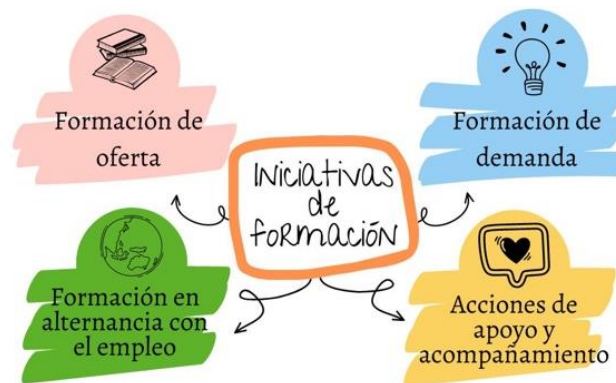 Formación de
oferta
Formación de
demanda
Iniciativas
de
formación
Formación en
alternancia con
el empleo
Acciones de
apoyo y
acompañamiento